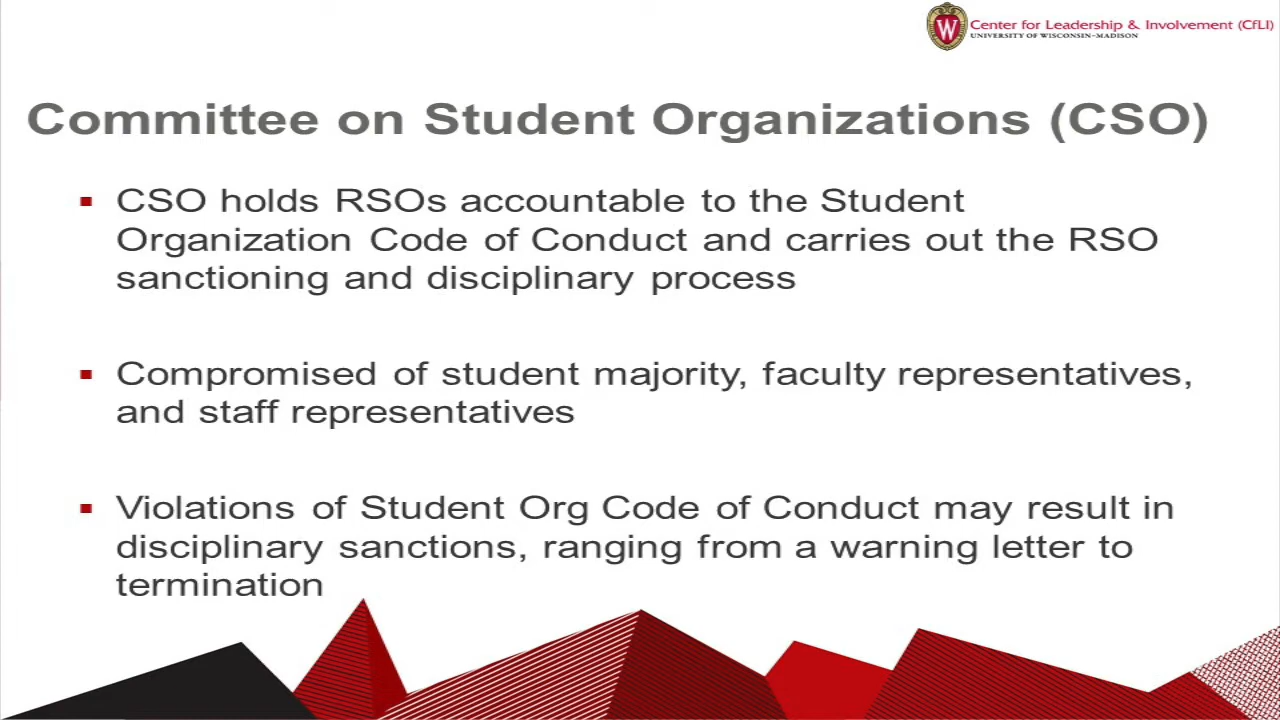 W
Center for Leadership & Involvement (CfLI)
UNIVERSITY OF WISCONSIN–MADISON
Committee on Student Organizations (CSO)
▪ CSO holds RSOs accountable to the Student
Organization Code of Conduct and carries out the RSO
sanctioning and disciplinary process
▪ Compromised of student majority, faculty representatives,
and staff representatives
▪ Violations of Student Org Code of Conduct may result in
disciplinary sanctions, ranging from a warning letter to
termination